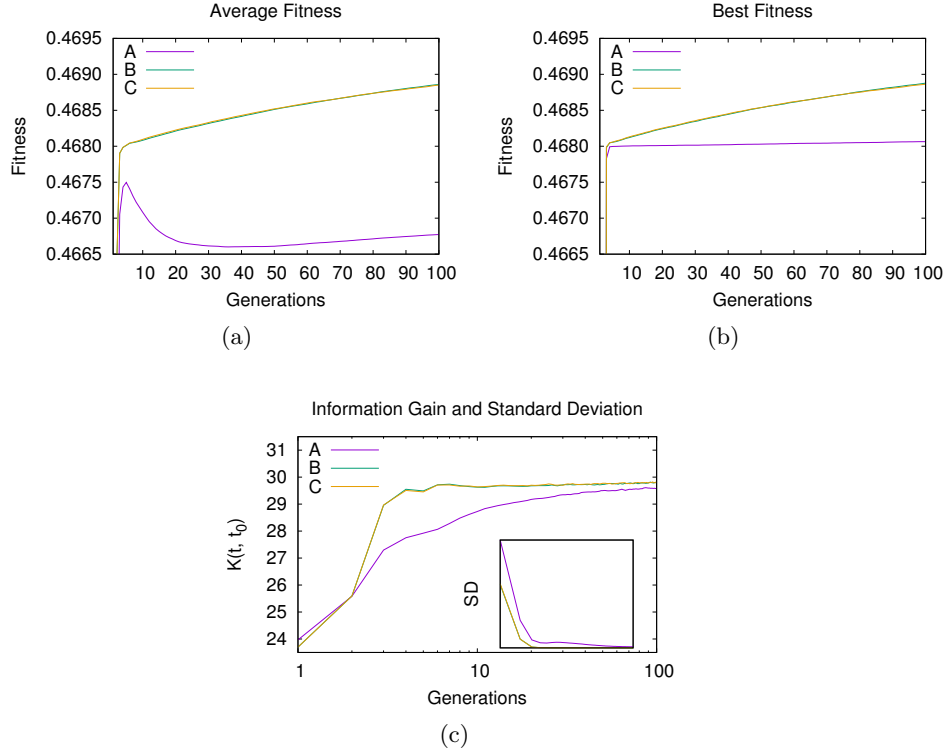 Average Fitness
0.4695
0.4690
0.4685
0.4680
0.4675
0.4670
0.4665
Fitness
A
B
C
10 20 30 40 50 60 70 80 90 100
Generations
(a)
Best Fitness
0.4695
0.4690
0.4685
0.4680
0.4675
0.4670
0.4665
Fitness
A
B
C
10 20 30 40 50 60 70 80 90 100
Generations
(b)
Information Gain and Standard Deviation
31
30
29
28
27
26
25
24
K(t, t0)
A
B
C
SD
1 10 100
Generations
(c)